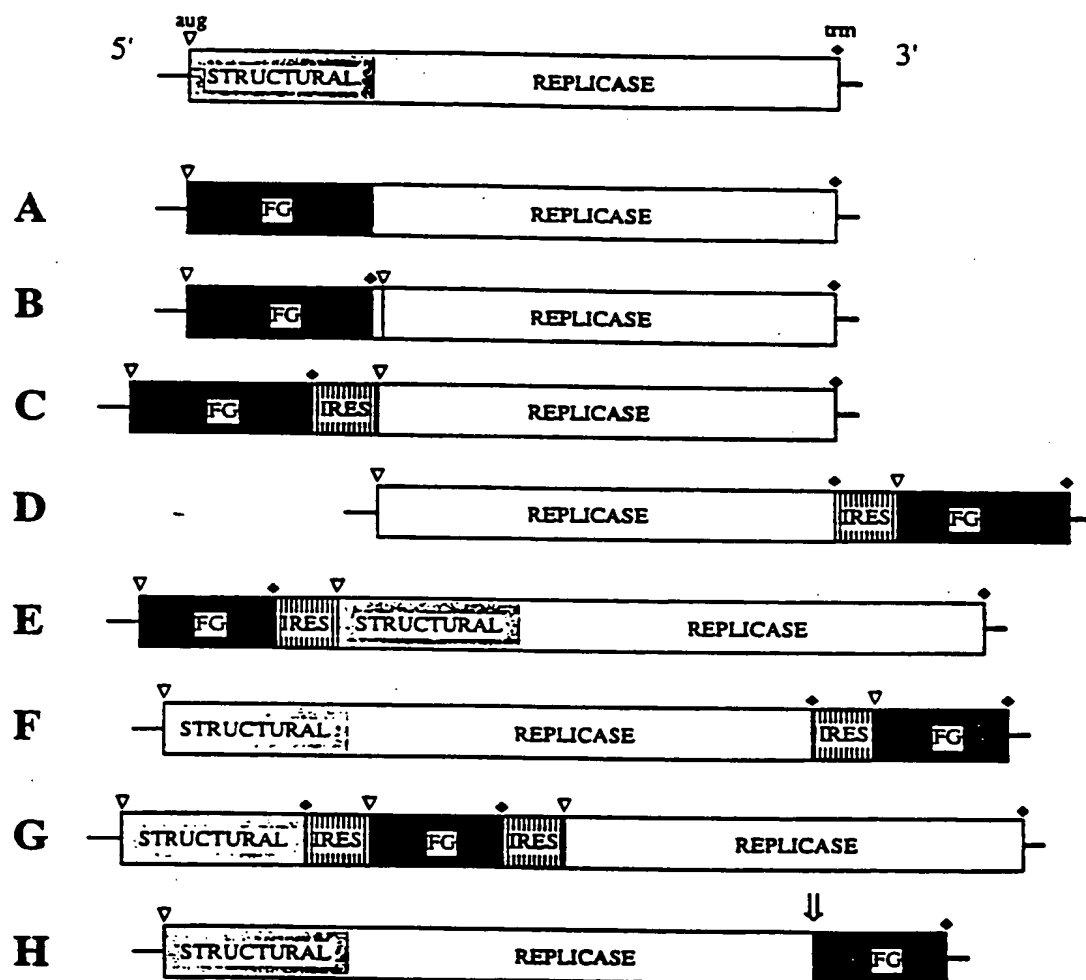 aug trm
5' 3'
STRUCTURAL REPLICASE
A FG REPLICASE
B FG REPLICASE
C FG IRES REPLICASE
D REPLICASE IRES FG
E FG IRES STRUCTURAL REPLICASE
F STRUCTURAL REPLICASE IRES FG
G STRUCTURAL IRES FG IRES REPLICASE
H STRUCTURAL REPLICASE FG